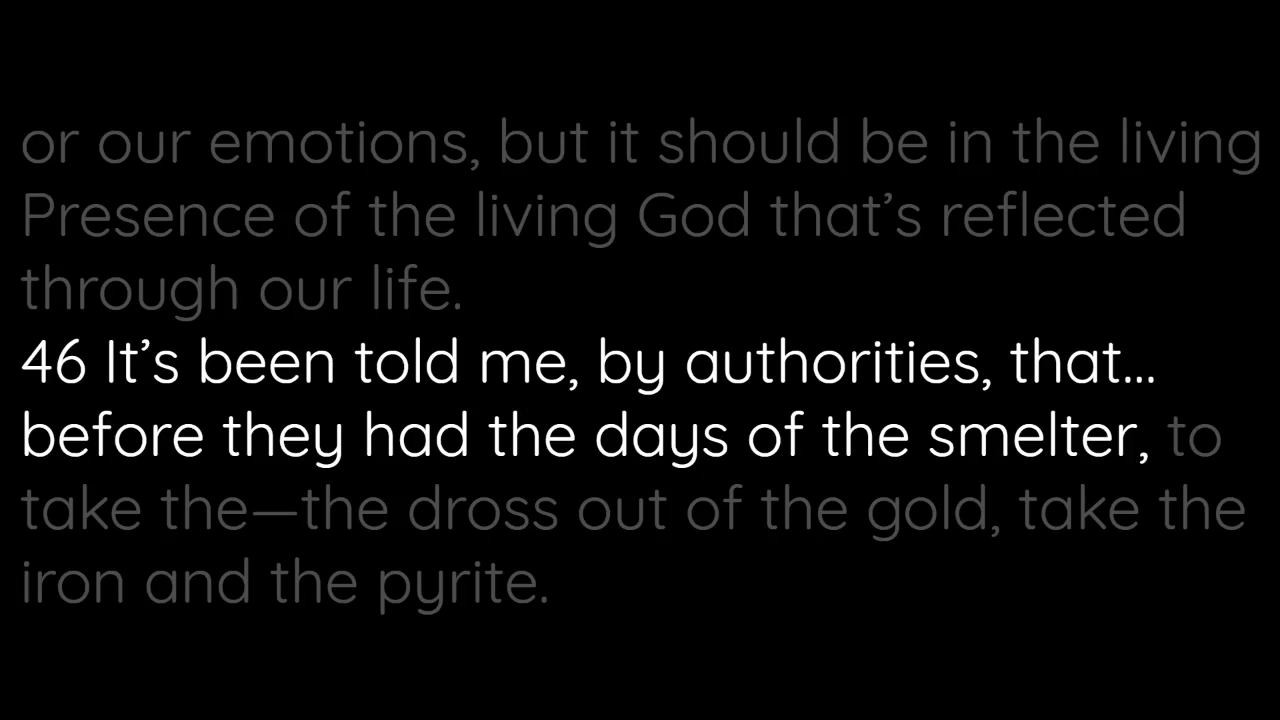 or our emotions, but it should be in the living
Presence of the living God that’s reflected
through our life.
46 It’s been told me, by authorities, that...
before they had the days of the smelter, to
take the—the dross out of the gold, take the
iron and the pyrite.